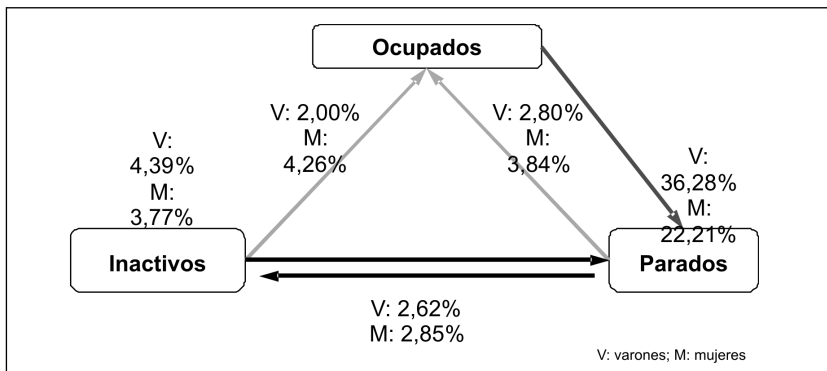 Ocupados
V: 2,00%
M:
4,26%
V: 2,80%
M:
3,84%
V:
4,39%
M:
3,77%
V:
36,28%
M:
22,21%
Inactivos
Parados
V: 2,62%
M: 2,85%
V: varones; M: mujeres